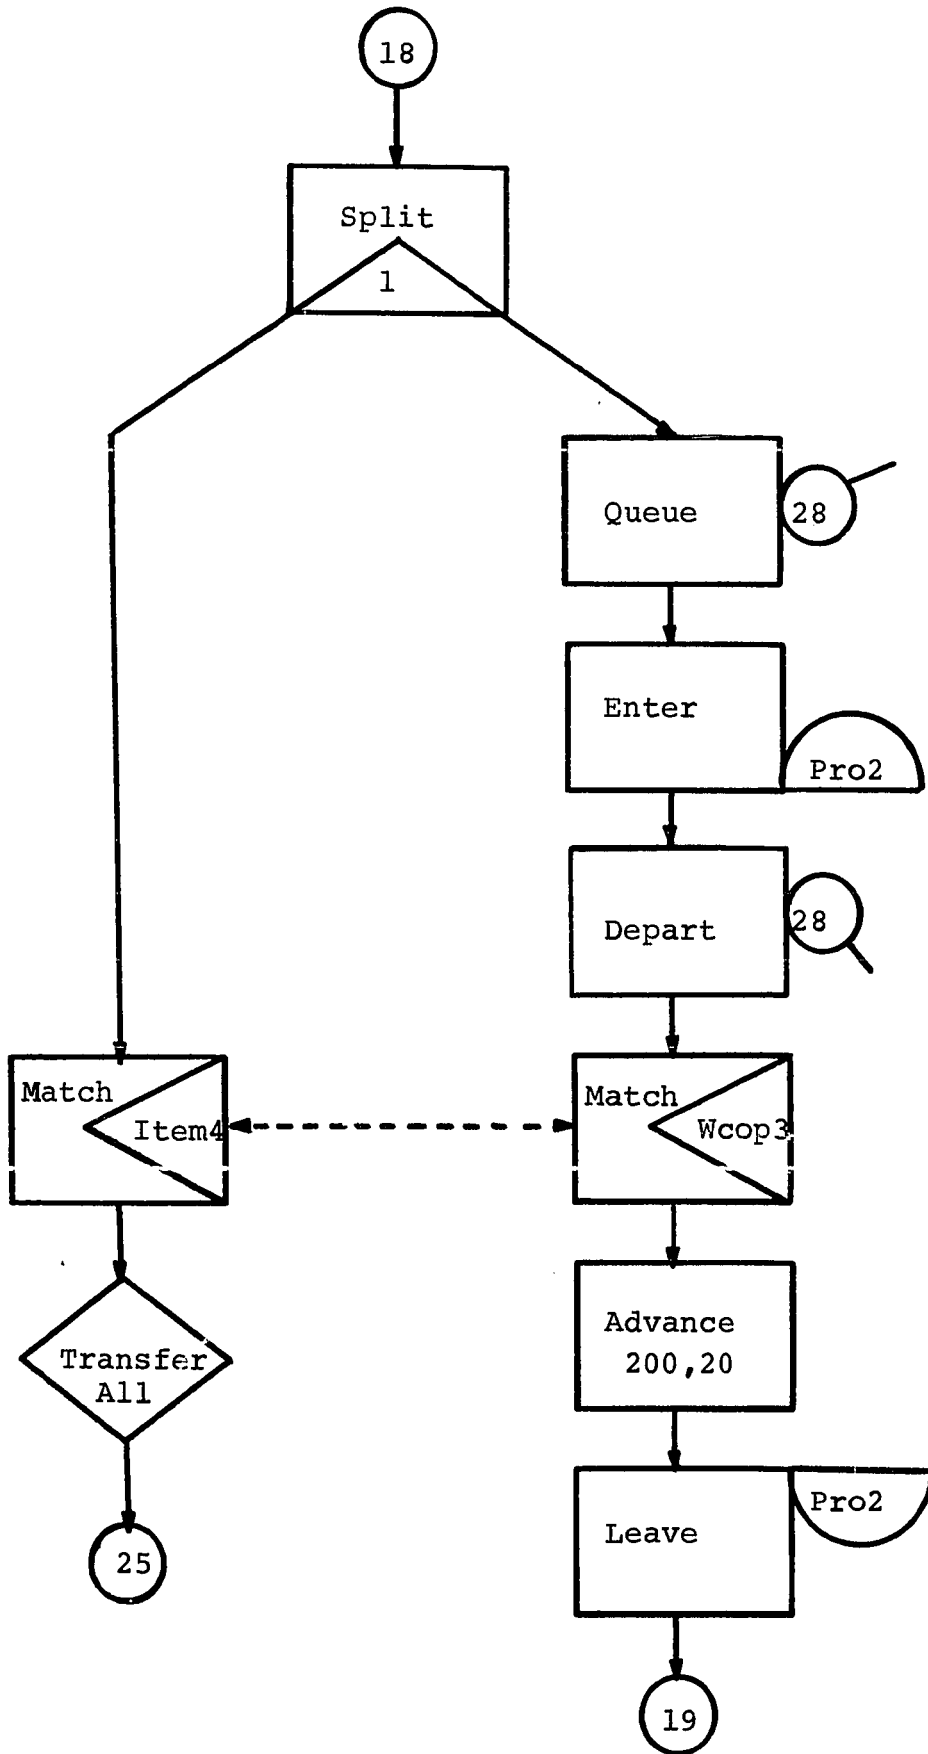 18
Split
1
Queue
28
Enter
Pro2
Depart
28
Match
Item4
Match
Wcop3
Advance
200,20
Transfer
All
Leave
Pro2
25
19